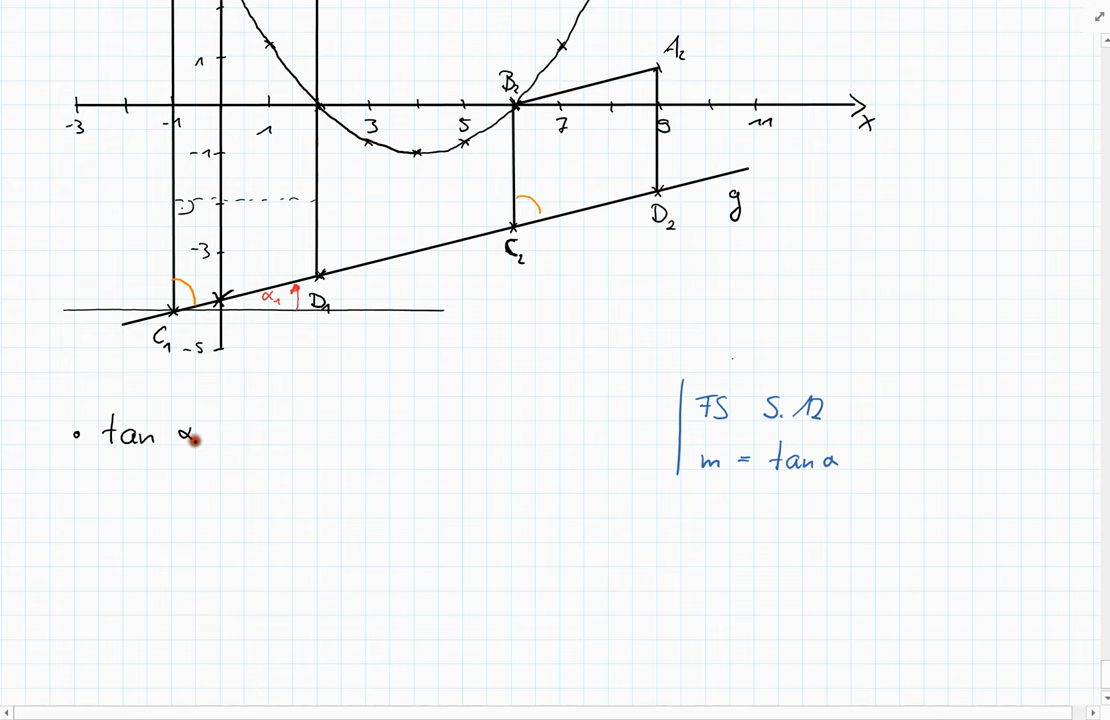 1
A₂
B₂
-3 -1 1 3 5 7 9 11 x
-1
D₂ g
-3
C₂
α₁ D₁
C₁ -5
FS S. 12
• tan α
m = tan α